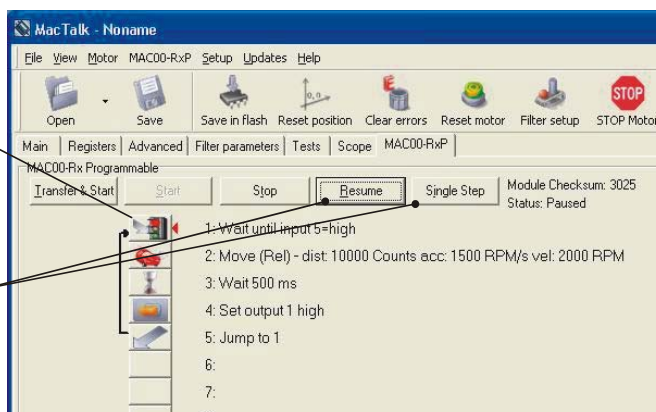 MacTalk - Noname
File View Motor MAC00-RxP Setup Updates Help
Open Save Save in flash Reset position Clear errors Reset motor Filter setup STOP Motor
STOP
Main Registers Advanced Filter parameters Tests Scope MAC00-RxP
MAC00-Rx Programmable
Transfer & Start Start Stop Resume Single Step Module Checksum: 3025
Status: Paused
1: Wait until input 5=high
2: Move (Rel) - dist: 10000 Counts acc: 1500 RPM/s vel: 2000 RPM
3: Wait 500 ms
4: Set output 1 high
5: Jump to 1
6:
7: